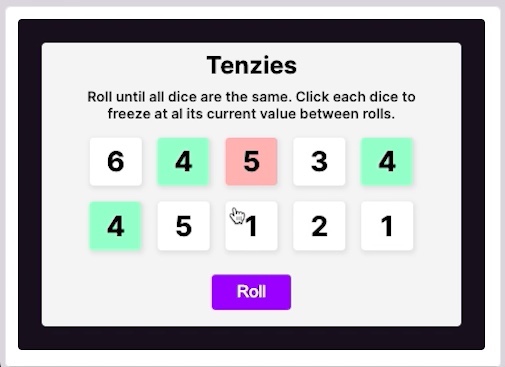 Tenzies
Roll until all dice are the same. Click each dice to
freeze at al its current value between rolls.
6 4 5 3 4
4 5 1 2 1
Roll